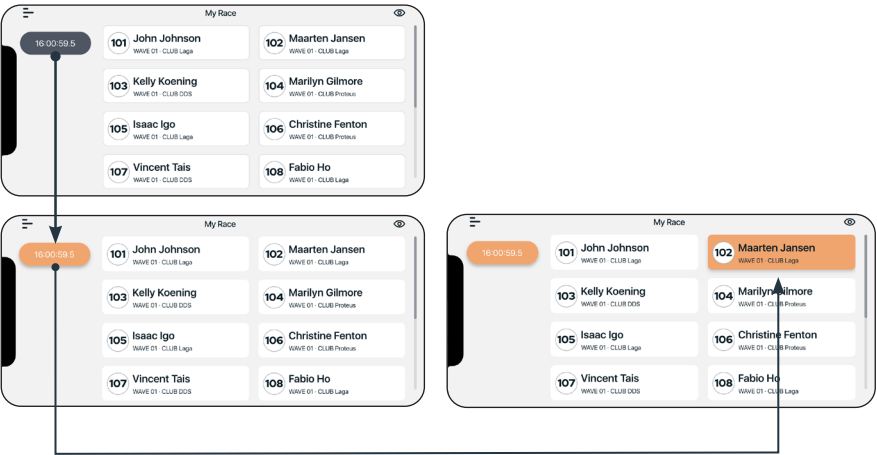 My Race
16:00:59.5
101 John Johnson
WAVE 01 · CLUB Laga
102 Maarten Jansen
WAVE 01 · CLUB Laga
103 Kelly Koening
WAVE 01 · CLUB DDS
104 Marilyn Gilmore
WAVE 01 · CLUB Proteus
105 Isaac Igo
WAVE 01 · CLUB Laga
106 Christine Fenton
WAVE 01 · CLUB Proteus
107 Vincent Tais
WAVE 01 · CLUB DDS
108 Fabio Ho
WAVE 01 · CLUB Laga
My Race
16:00:59.5
101 John Johnson
WAVE 01 · CLUB Laga
102 Maarten Jansen
WAVE 01 · CLUB Laga
103 Kelly Koening
WAVE 01 · CLUB DDS
104 Marilyn Gilmore
WAVE 01 · CLUB Proteus
105 Isaac Igo
WAVE 01 · CLUB Laga
106 Christine Fenton
WAVE 01 · CLUB Proteus
107 Vincent Tais
WAVE 01 · CLUB DDS
108 Fabio Ho
WAVE 01 · CLUB Laga
My Race
16:00:59.5
101 John Johnson
WAVE 01 · CLUB Laga
102 Maarten Jansen
WAVE 01 · CLUB Laga
103 Kelly Koening
WAVE 01 · CLUB DDS
104 Marilyn Gilmore
WAVE 01 · CLUB Proteus
105 Isaac Igo
WAVE 01 · CLUB Laga
106 Christine Fenton
WAVE 01 · CLUB Proteus
107 Vincent Tais
WAVE 01 · CLUB DDS
108 Fabio Ho
WAVE 01 · CLUB Laga